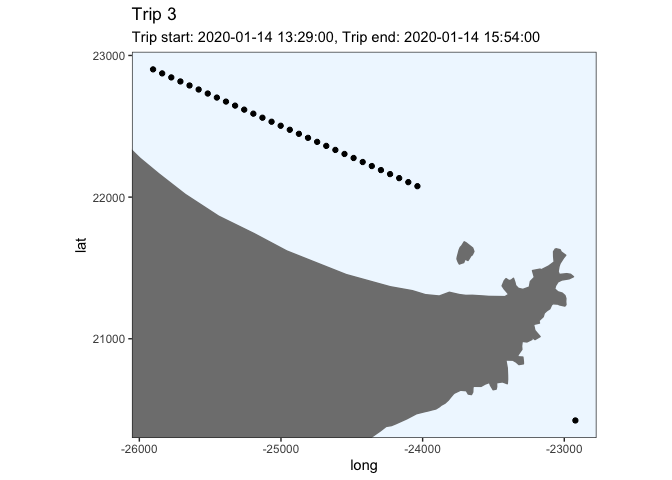 Trip 3
Trip start: 2020-01-14 13:29:00, Trip end: 2020-01-14 15:54:00
23000
22000
21000
lat
-26000 -25000 -24000 -23000
long